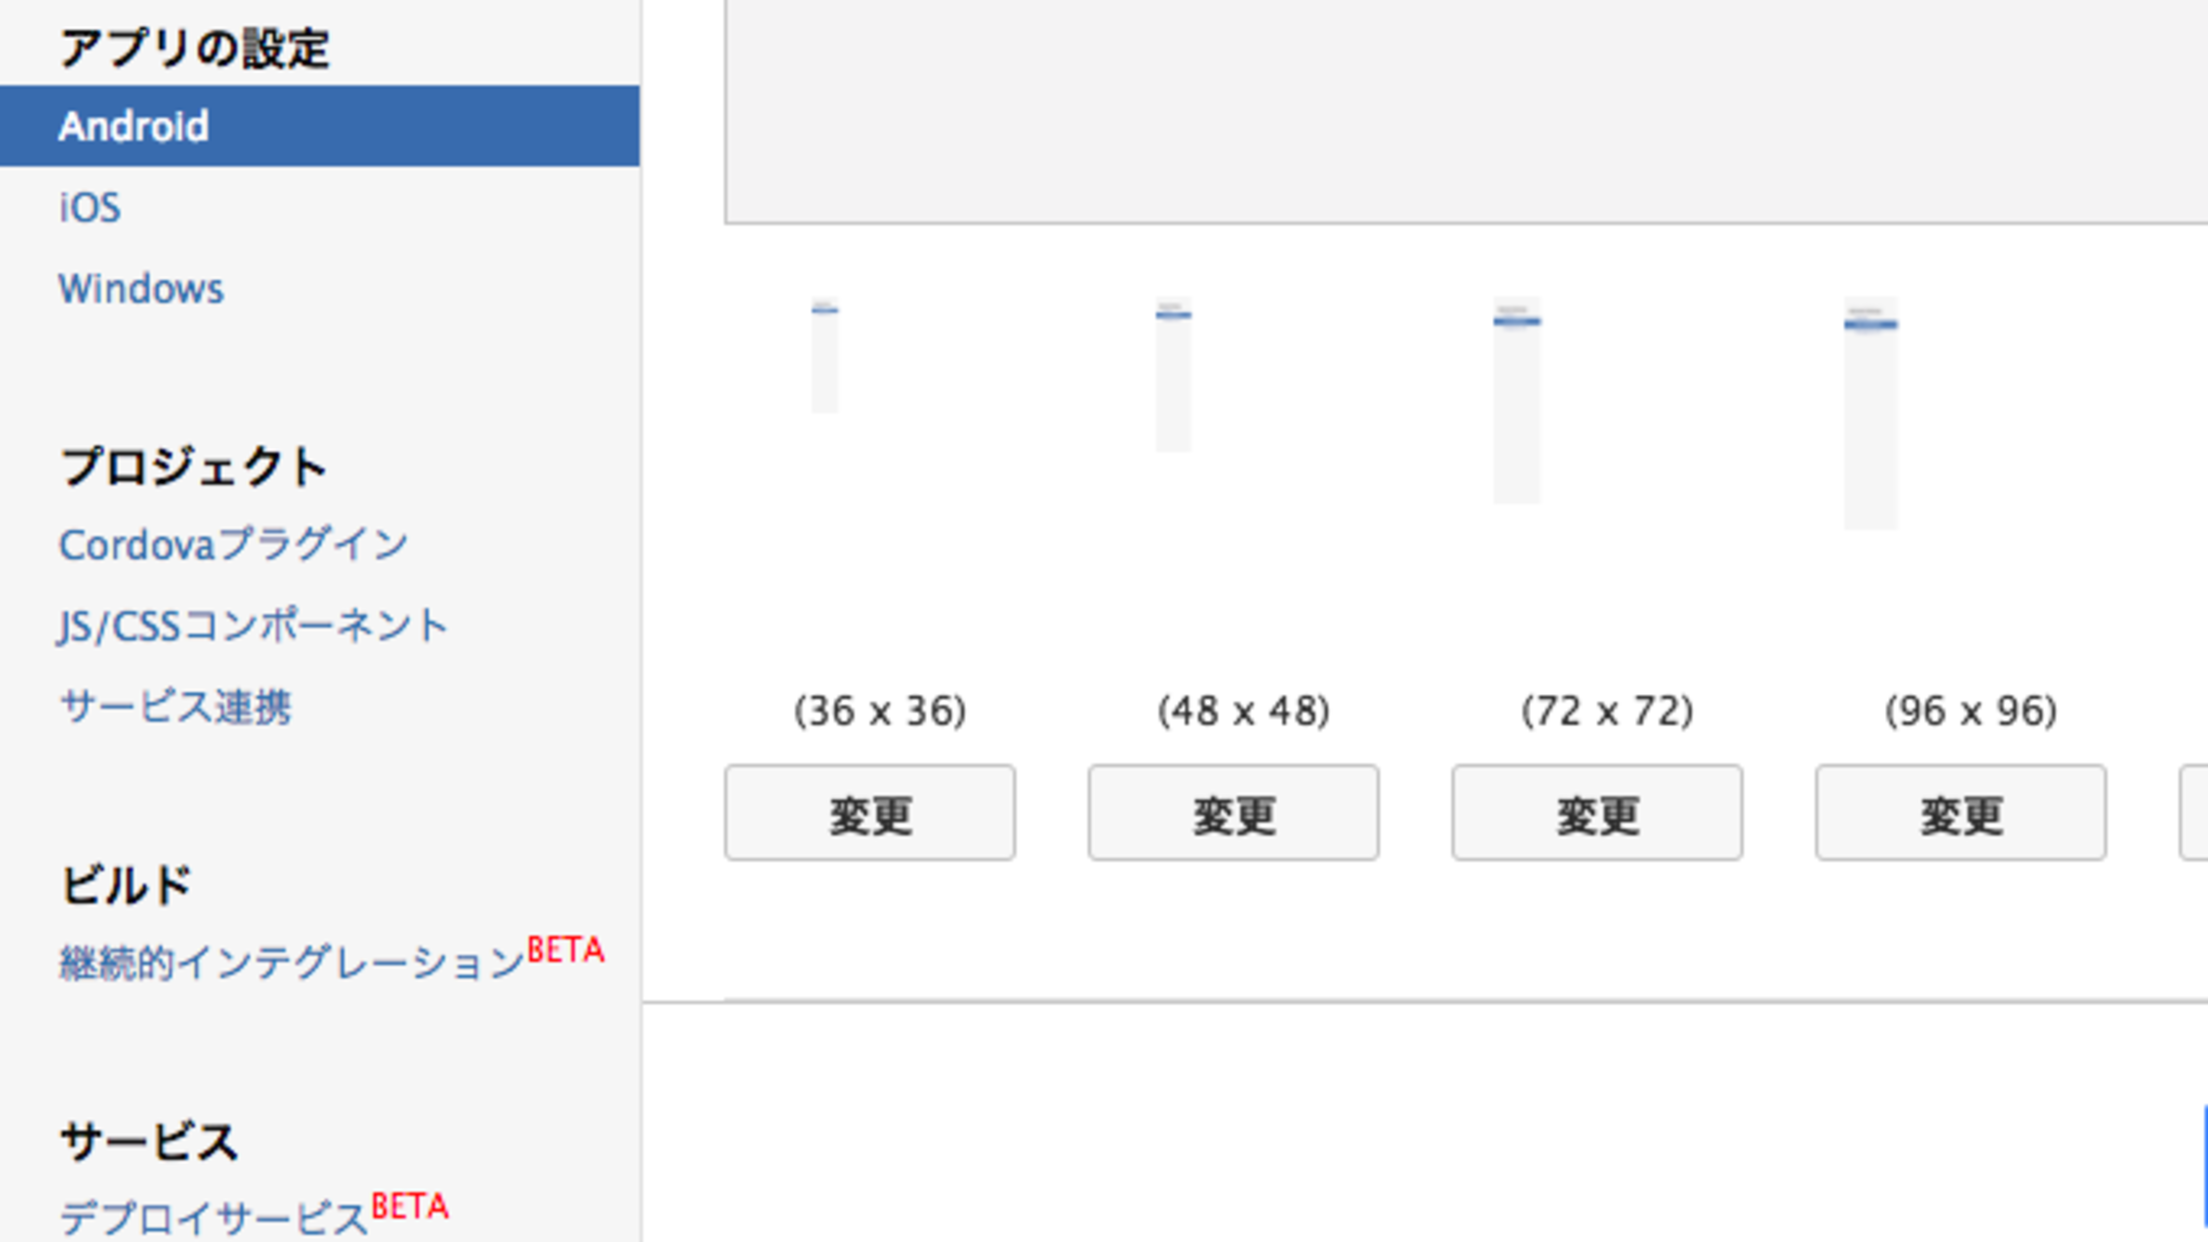 アプリの設定
Android
iOS
Windows
プロジェクト
Cordovaプラグイン
JS/CSSコンポーネント
サービス連携
ビルド
継続的インテグレーションBETA
サービス
デプロイサービスBETA
(36 x 36) (48 x 48) (72 x 72) (96 x 96)
変更 変更 変更 変更